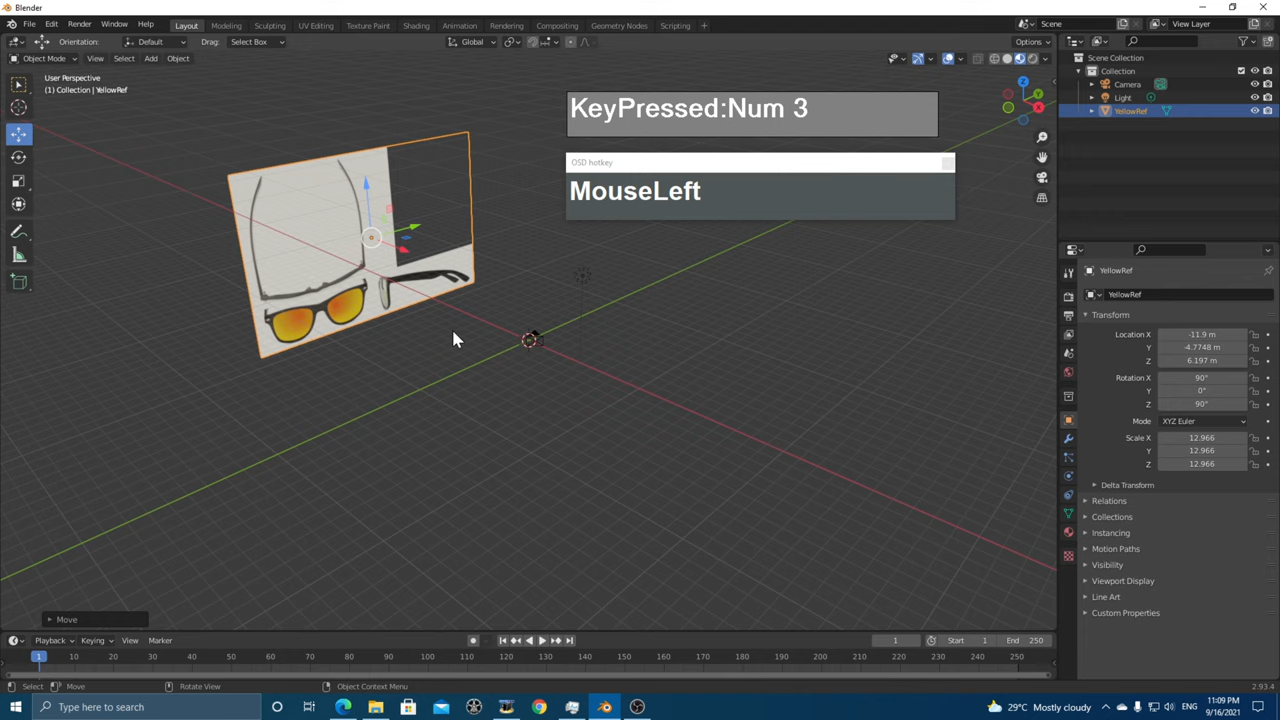 Blender
File Edit Render Window Help Layout Modeling Sculpting UV Editing Texture Paint Shading Animation Rendering Compositing Geometry Nodes Scripting + Scene View Layer
Orientation: Default Drag: Select Box Global Options
Object Mode View Select Add Object
User Perspective
(1) Collection | YellowRef
KeyPressed:Num 3
OSD hotkey
MouseLeft
Z
Y
X
Move
Scene Collection
Collection
Camera
Light
YellowRef
YellowRef
YellowRef
Transform
Location X -11.9 m
Y -4.7748 m
Z 6.197 m
Rotation X 90°
Y 0°
Z 90°
Mode XYZ Euler
Scale X 12.966
Y 12.966
Z 12.966
Delta Transform
Relations
Collections
Instancing
Motion Paths
Visibility
Viewport Display
Line Art
Custom Properties
Playback Keying View Marker 1 Start 1 End 250
1 10 20 30 40 50 60 70 80 90 100 110 120 130 140 150 160 170 180 190 200 210 220 230 240 250
Select Move Rotate View Object Context Menu 2.93.4
Type here to search 29°C Mostly cloudy ENG 11:09 PM
9/16/2021